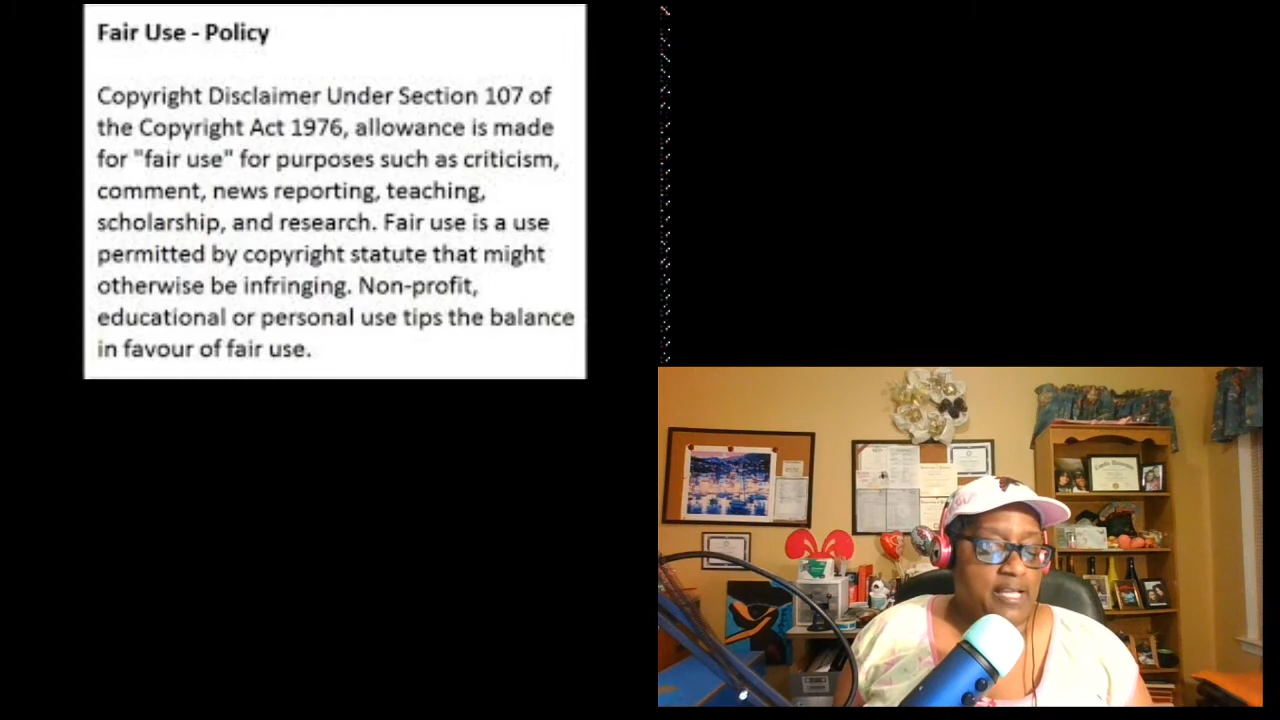 Fair Use - Policy
Copyright Disclaimer Under Section 107 of
the Copyright Act 1976, allowance is made
for "fair use" for purposes such as criticism,
comment, news reporting, teaching,
scholarship, and research. Fair use is a use
permitted by copyright statute that might
otherwise be infringing. Non-profit,
educational or personal use tips the balance
in favour of fair use.